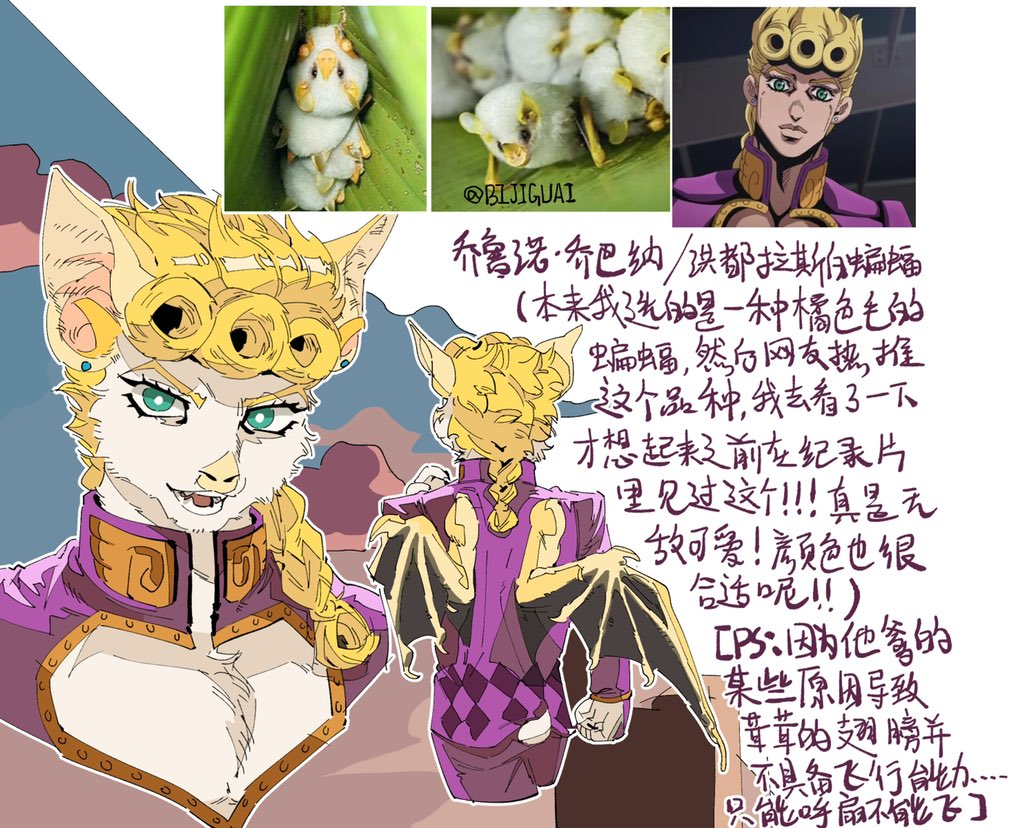 @BIJIGUAI
乔鲁诺·乔巴纳/洪都拉斯白蝙蝠
(本来我选的是一种橘色毛的
蝙蝠,然后网友热推
这个品种,我去看了一下
才想起来之前在纪录片
里见过这个!!!真是无
敌可爱!颜色也很
合适呢!!)
[PS:因为他爹的
某些原因导致
茸茸的翅膀并
不具备飞行能力....
只能呼扇不能飞]